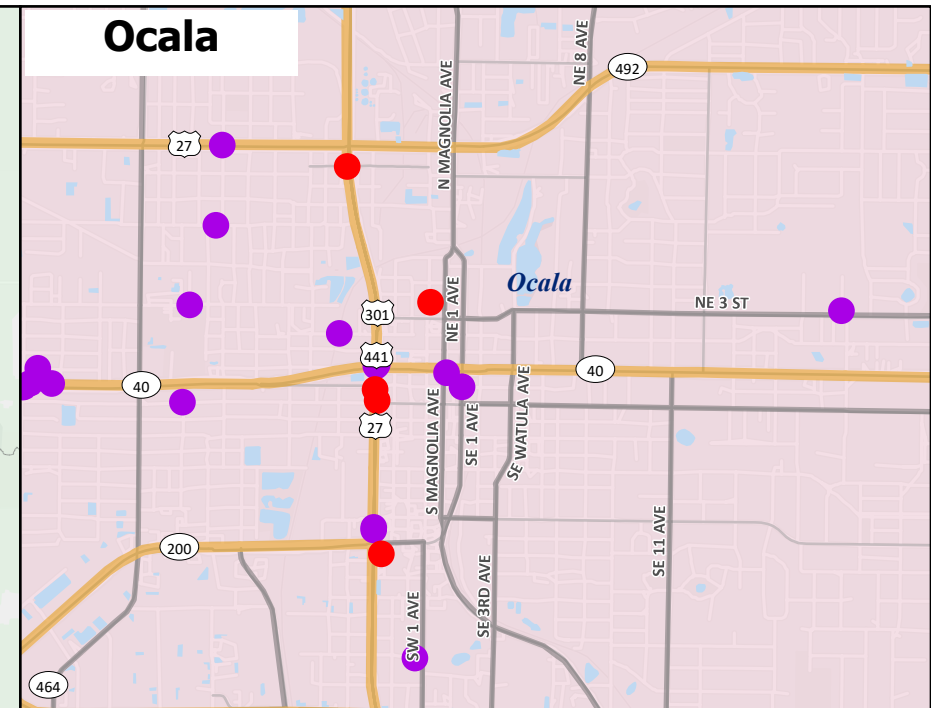 Ocala
NE 8 AVE
492
N MAGNOLIA AVE
27
Ocala
NE 3 ST
NE 1 AVE
301
441
40
40
27
S MAGNOLIA AVE
SE 1 AVE
SE WATULA AVE
200
SE 11 AVE
SE 3RD AVE
SW 1 AVE
464